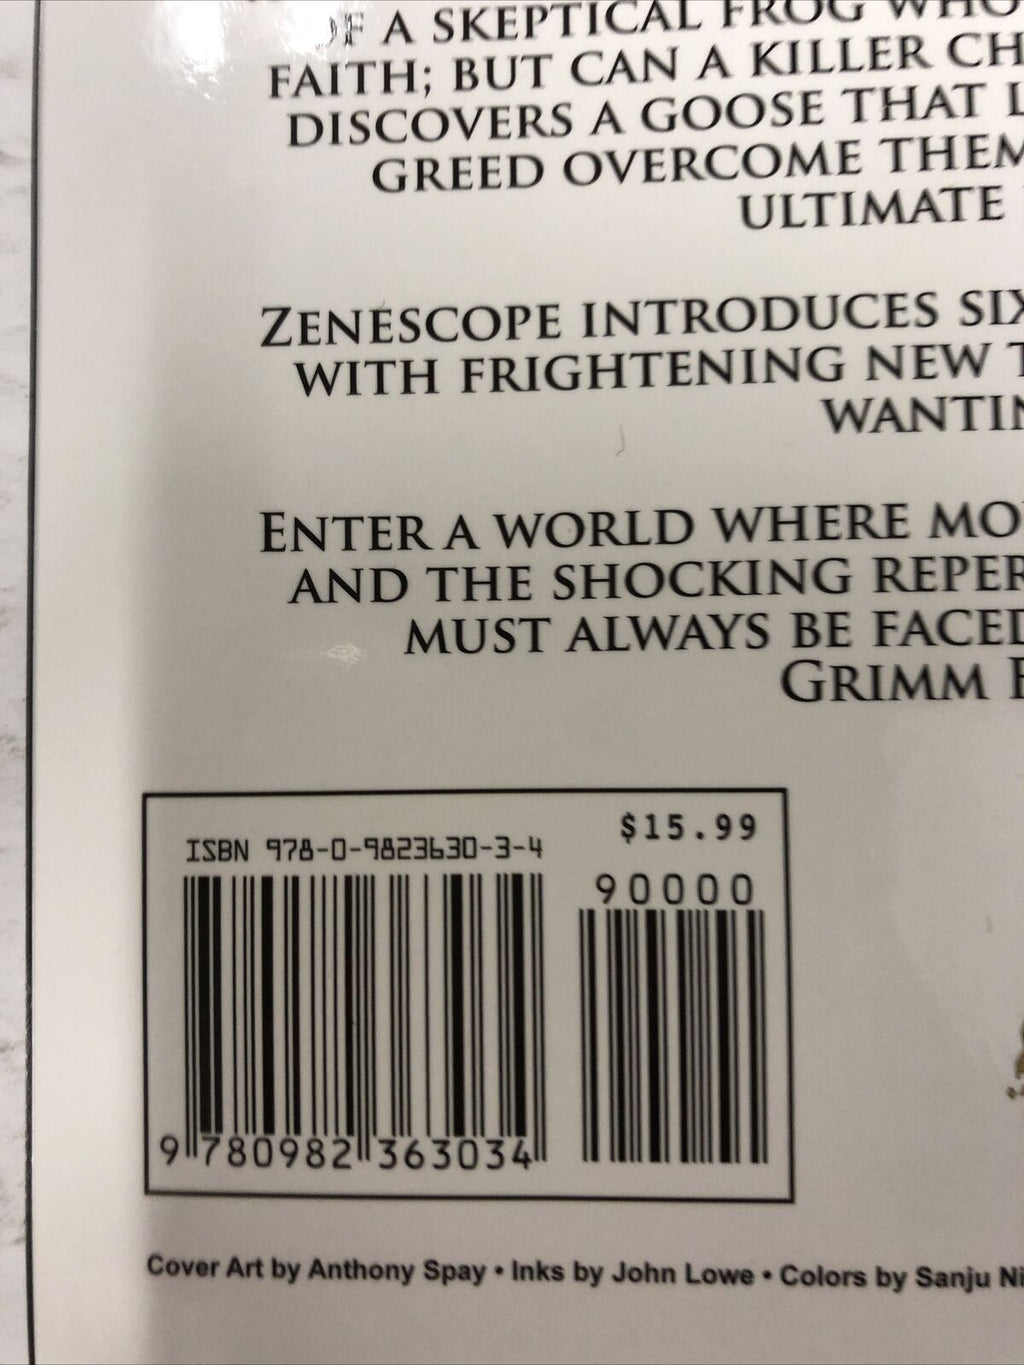 OF A SKEPTICAL FROG WHO
FAITH; BUT CAN A KILLER CH
DISCOVERS A GOOSE THAT L
GREED OVERCOME THEM
ULTIMATE
ZENESCOPE INTRODUCES SIX
WITH FRIGHTENING NEW T
WANTIN
ENTER A WORLD WHERE MO
AND THE SHOCKING REPER
MUST ALWAYS BE FACED
GRIMM F
$15.99
ISBN 978-0-9823630-3-4
90000
9 780982 363034
Cover Art by Anthony Spay • Inks by John Lowe • Colors by Sanju Ni